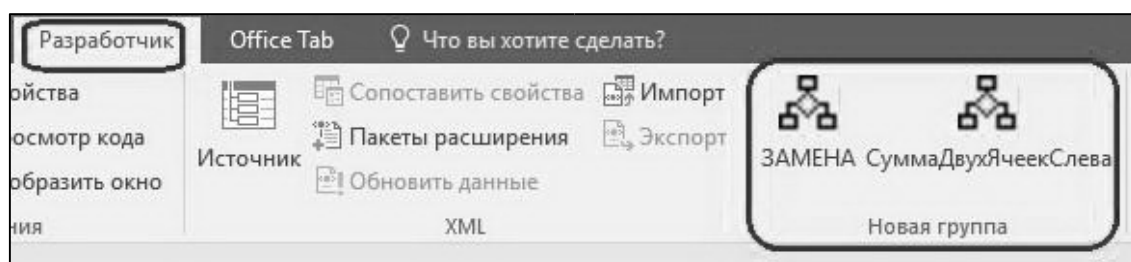 Разработчик Office Tab Что вы хотите сделать?
ойства Сопоставить свойства Импорт
осмотр кода Источник Пакеты расширения Экспорт ЗАМЕНА СуммаДвухЯчеекСлева
образить окно Обновить данные
ния XML Новая группа